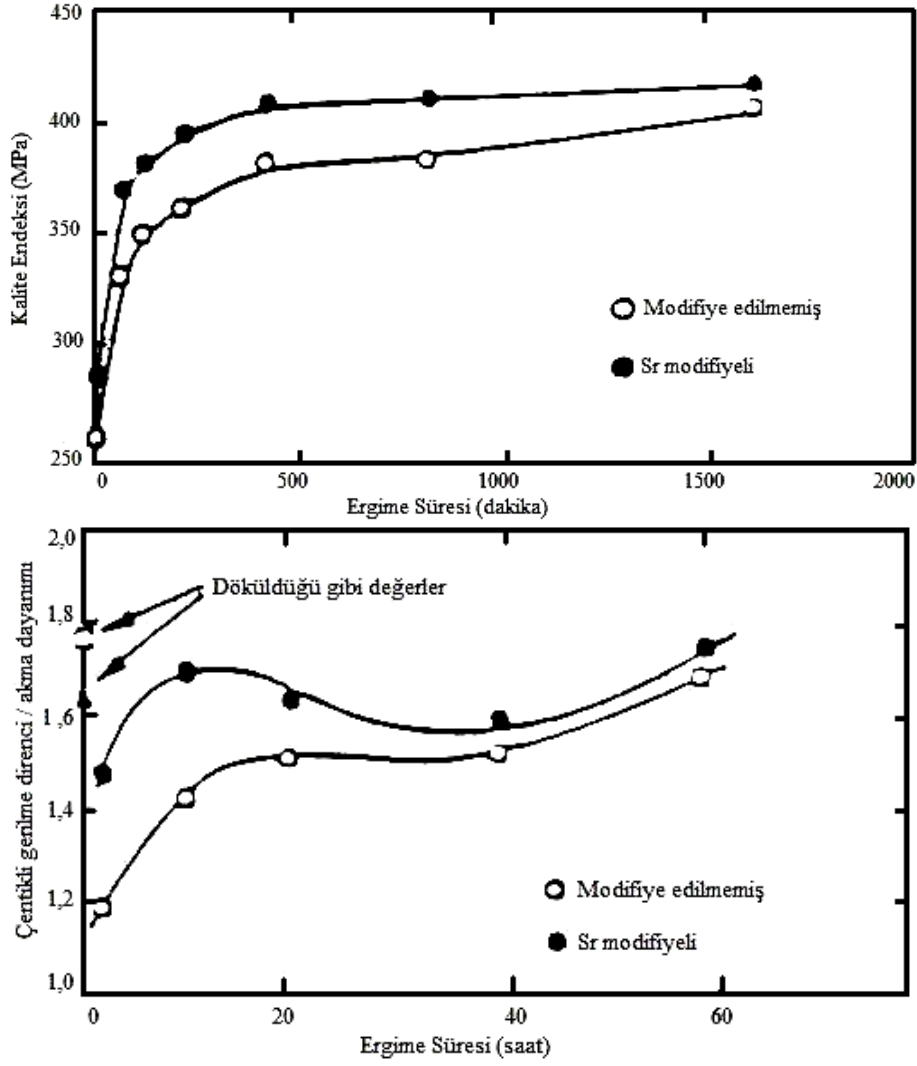 450
400
350
300
250
Kalite Endeksi (MPa)
Modifiye edilmemiş
Sr modifiyeli
0 500 1000 1500 2000
Ergime Süresi (dakika)
2,0
1.8
1.6
1.4
1,2
1,0
Çentikli gerilme direnci / akma dayanımı
Döküldüğü gibi değerler
Modifiye edilmemiş
Sr modifiyeli
0 20 40 60
Ergime Süresi (saat)